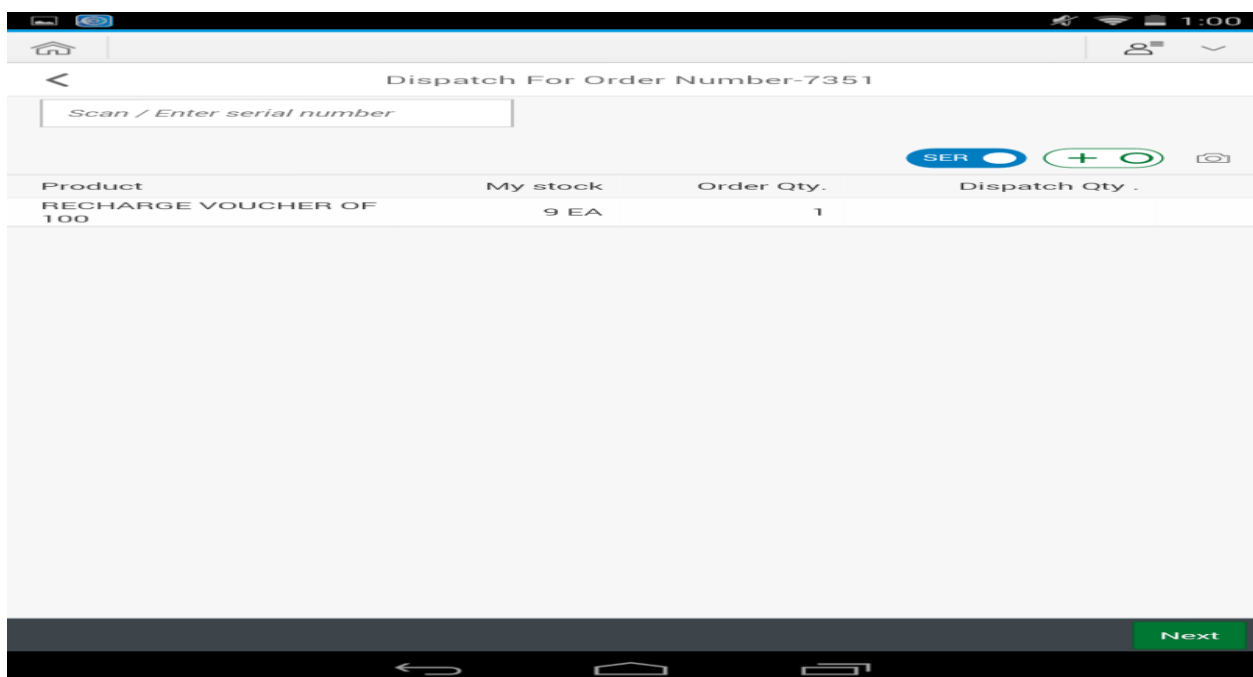 1:00
Dispatch For Order Number-7351
Scan / Enter serial number
SER +
Product My stock Order Qty. Dispatch Qty .
RECHARGE VOUCHER OF
100 9 EA 1
Next